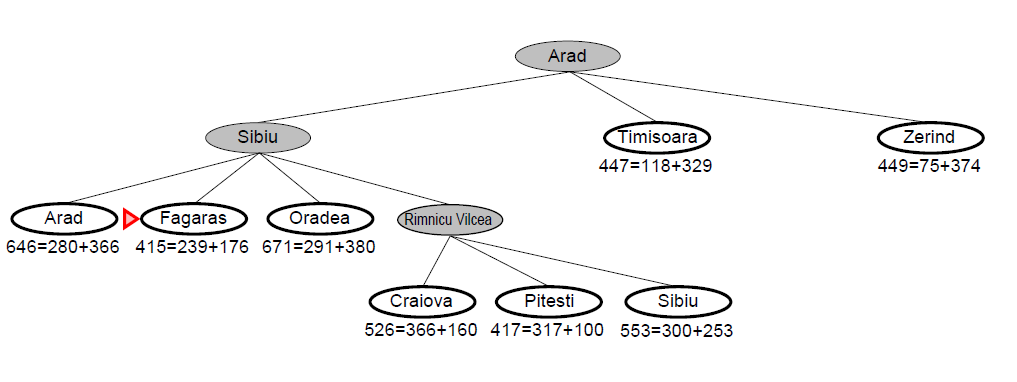 Arad
Sibiu
Timisoara
Zerind
447=118+329
449=75+374
Arad
Fagaras
Oradea
Rimnicu Vilcea
646=280+366
415=239+176
671=291+380
Craiova
Pitesti
Sibiu
526=366+160
417=317+100
553=300+253